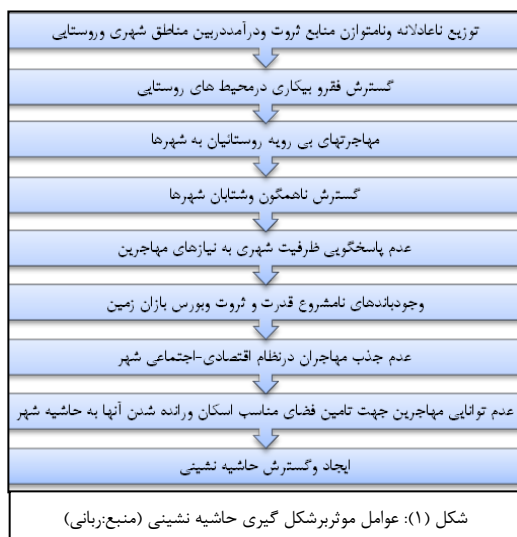 توزیع ناعادلانه ونامتوازن منابع ثروت ودرآمددربین مناطق شهری وروستایی
گسترش فقرو بیکاری درمحیط های روستایی
مهاجرتهای بی رویه روستائیان به شهرها
گسترش ناهمگون وشتابان شهرها
عدم پاسخگویی ظرفیت شهری به نیازهای مهاجرین
وجودباندهای نامشروع قدرت و ثروت وبورس بازان زمین
عدم جذب مهاجران درنظام اقتصادی-اجتماعی شهر
عدم توانایی مهاجرین جهت تامین فضای مناسب اسکان ورانده شدن آنها به حاشیه شهر
ایجاد وگسترش حاشیه نشینی
شکل (۱): عوامل موثربرشکل گیری حاشیه نشینی (منبع:ربانی)